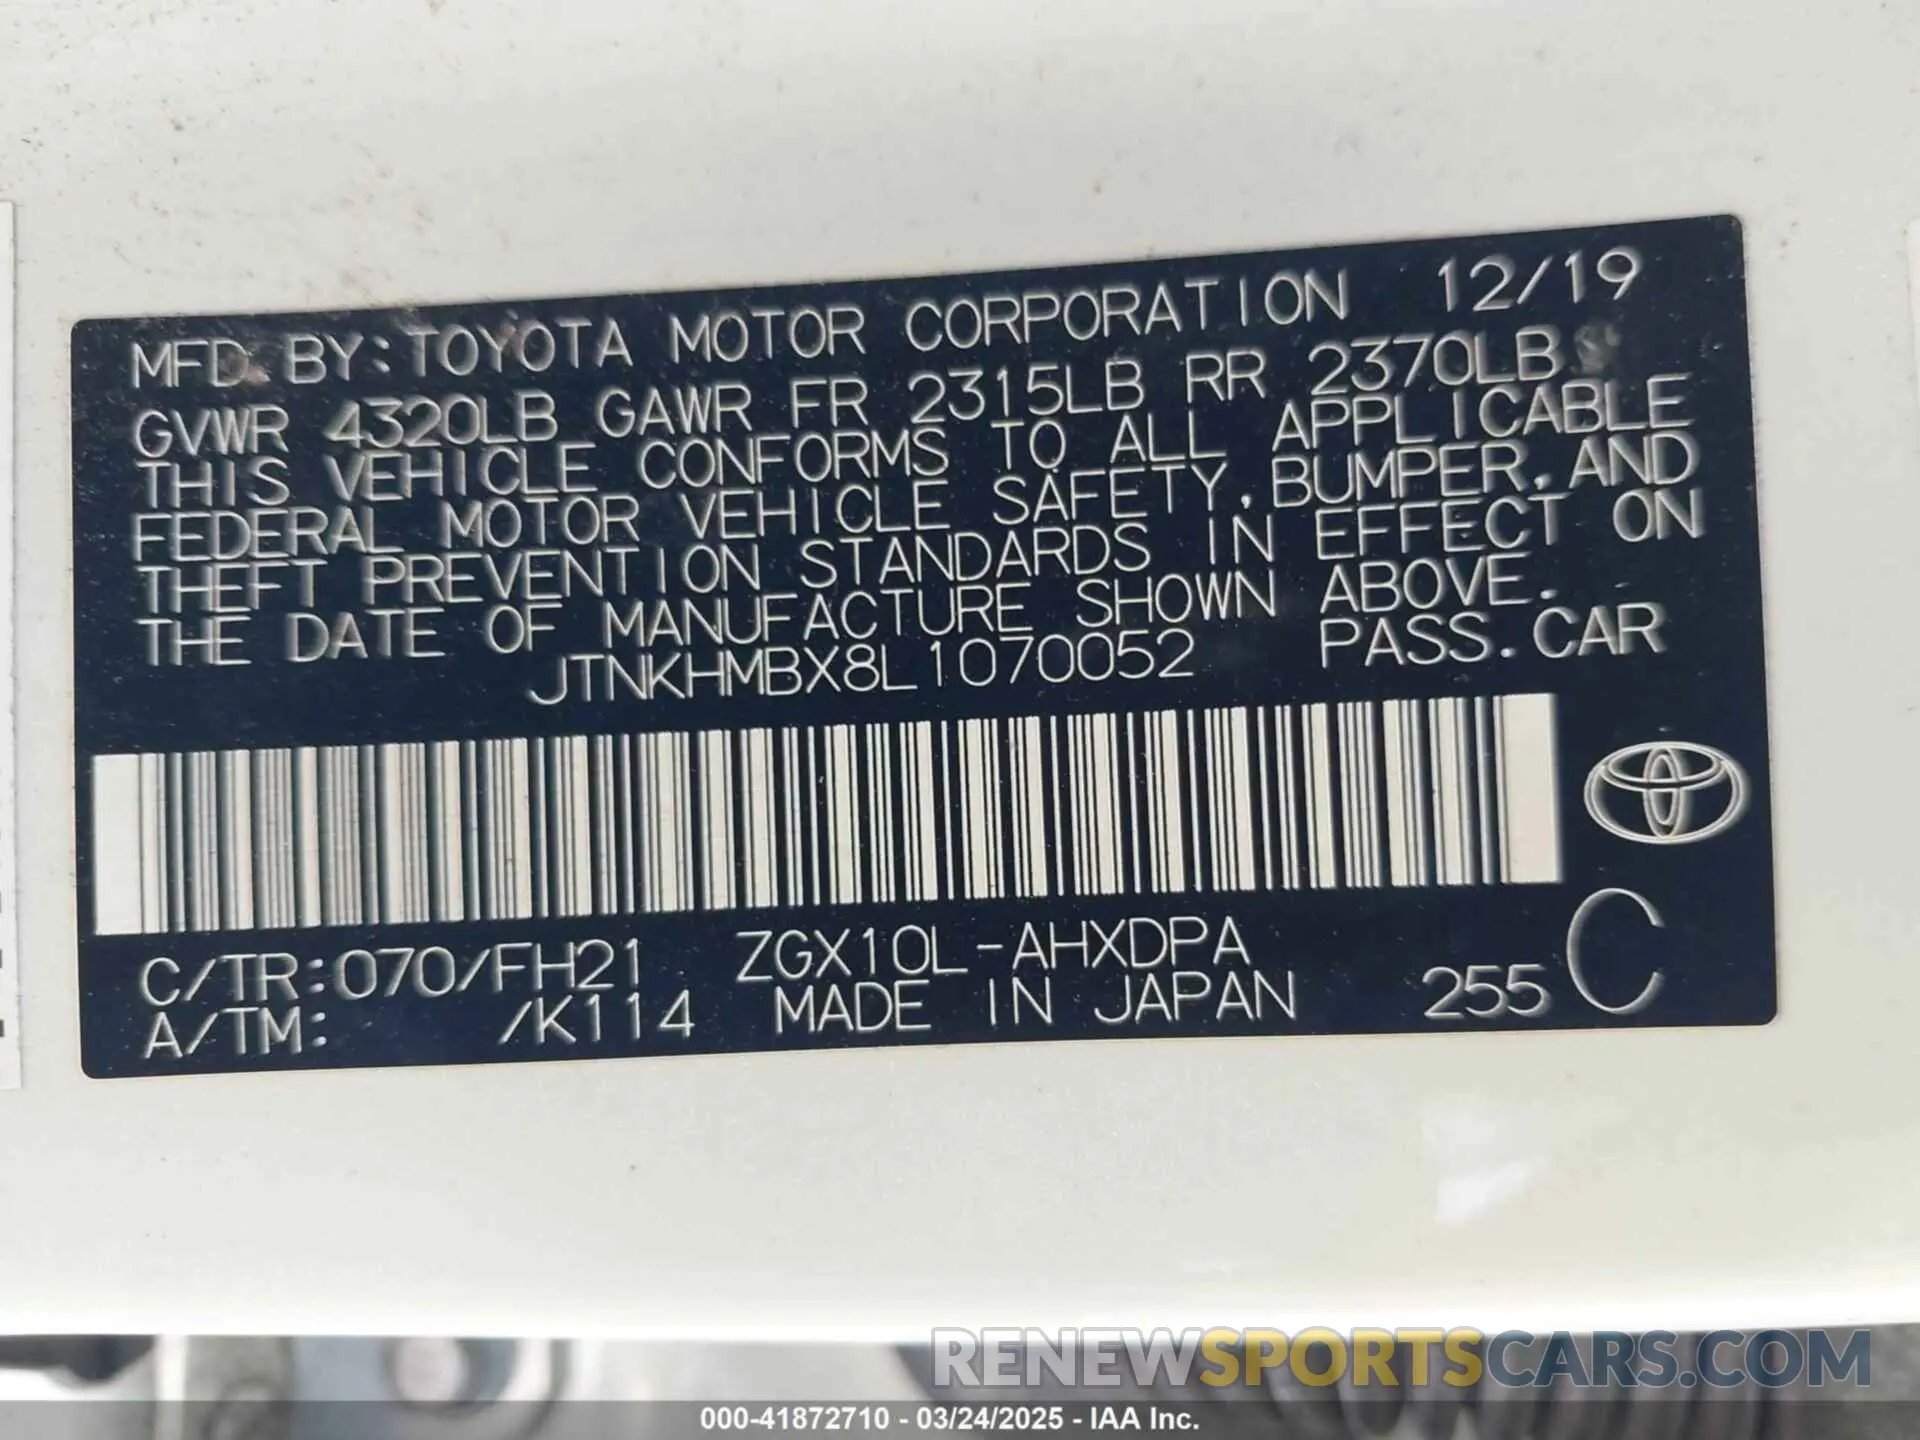 MFD. BY: TOYOTA MOTOR CORPORATION 12/19
GVWR 4320LB GAWR FR 2315LB RR 2370LB
THIS VEHICLE CONFORMS TO ALL APPLICABLE
FEDERAL MOTOR VEHICLE SAFETY, BUMPER, AND
THEFT PREVENTION STANDARDS IN EFFECT ON
THE DATE OF MANUFACTURE SHOWN ABOVE.
JTNKHMBX8L1070052 PASS. CAR
C/TR:070/FH21 ZGX10L-AHXDPA
A/TM: /K114 MADE IN JAPAN 255 C
RENEWSPORTSCARS.COM
000-41872710 - 03/24/2025 - IAA Inc.